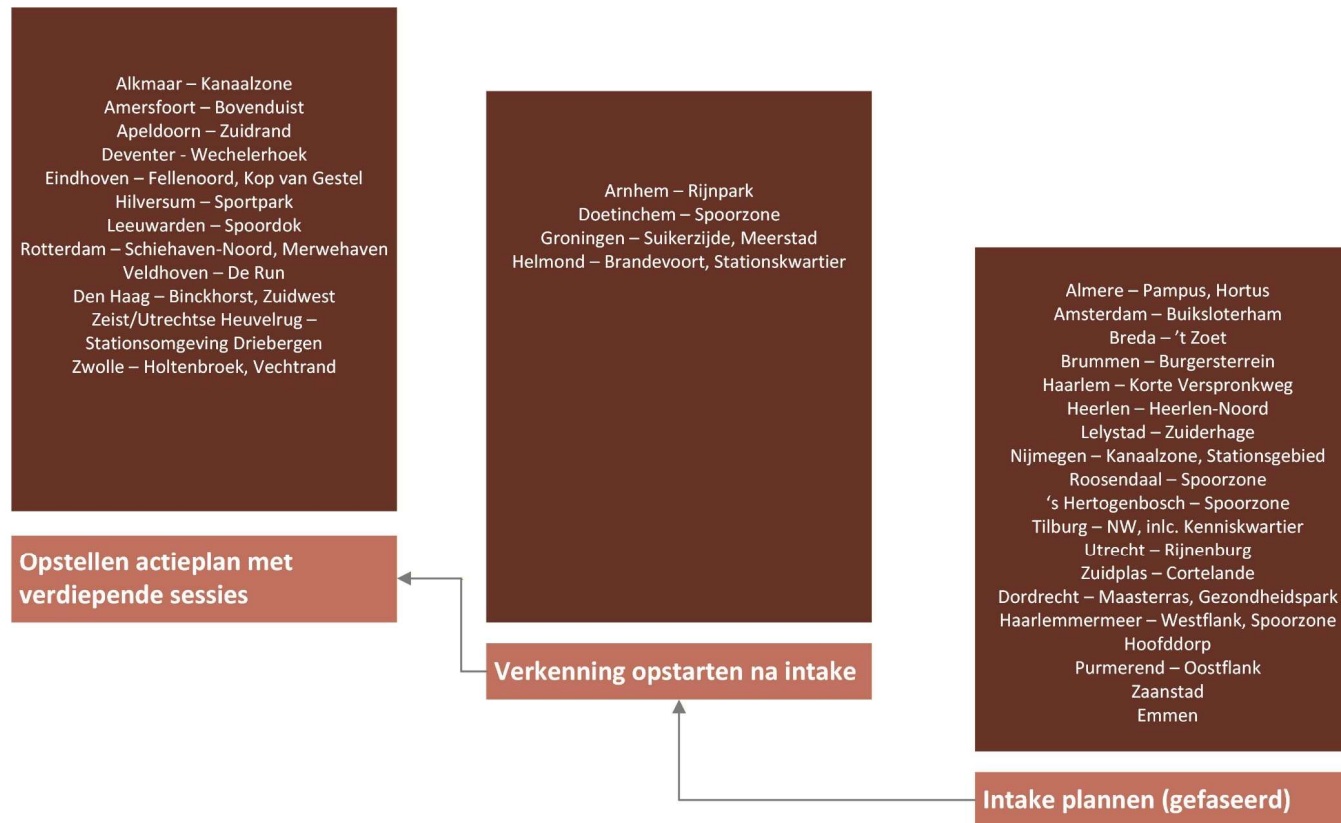 Alkmaar – Kanaalzone
Amersfoort – Bovenduist
Apeldoorn – Zuidrand
Deventer - Wechelerhoek
Eindhoven – Fellenoord, Kop van Gestel
Hilversum – Sportpark
Leeuwarden – Spoordok
Rotterdam – Schiehaven-Noord, Merwehaven
Veldhoven – De Run
Den Haag – Binckhorst, Zuidwest
Zeist/Utrechtse Heuvelrug –
Stationsomgeving Driebergen
Zwolle – Holtenbroek, Vechtrand
Opstellen actieplan met
verdiepende sessies
Arnhem – Rijnpark
Doetinchem – Spoorzone
Groningen – Suikerzijde, Meerstad
Helmond – Brandevoort, Stationskwartier
Verkenning opstarten na intake
Almere – Pampus, Hortus
Amsterdam – Buiksloterham
Breda – ’t Zoet
Brummen – Burgersterrein
Haarlem – Korte Verspronkweg
Heerlen – Heerlen-Noord
Lelystad – Zuiderhage
Nijmegen – Kanaalzone, Stationsgebied
Roosendaal – Spoorzone
‘s Hertogenbosch – Spoorzone
Tilburg – NW, inlc. Kenniskwartier
Utrecht – Rijnenburg
Zuidplas – Cortelande
Dordrecht – Maasterras, Gezondheidspark
Haarlemmermeer – Westflank, Spoorzone
Hoofddorp
Purmerend – Oostflank
Zaanstad
Emmen
Intake plannen (gefaseerd)